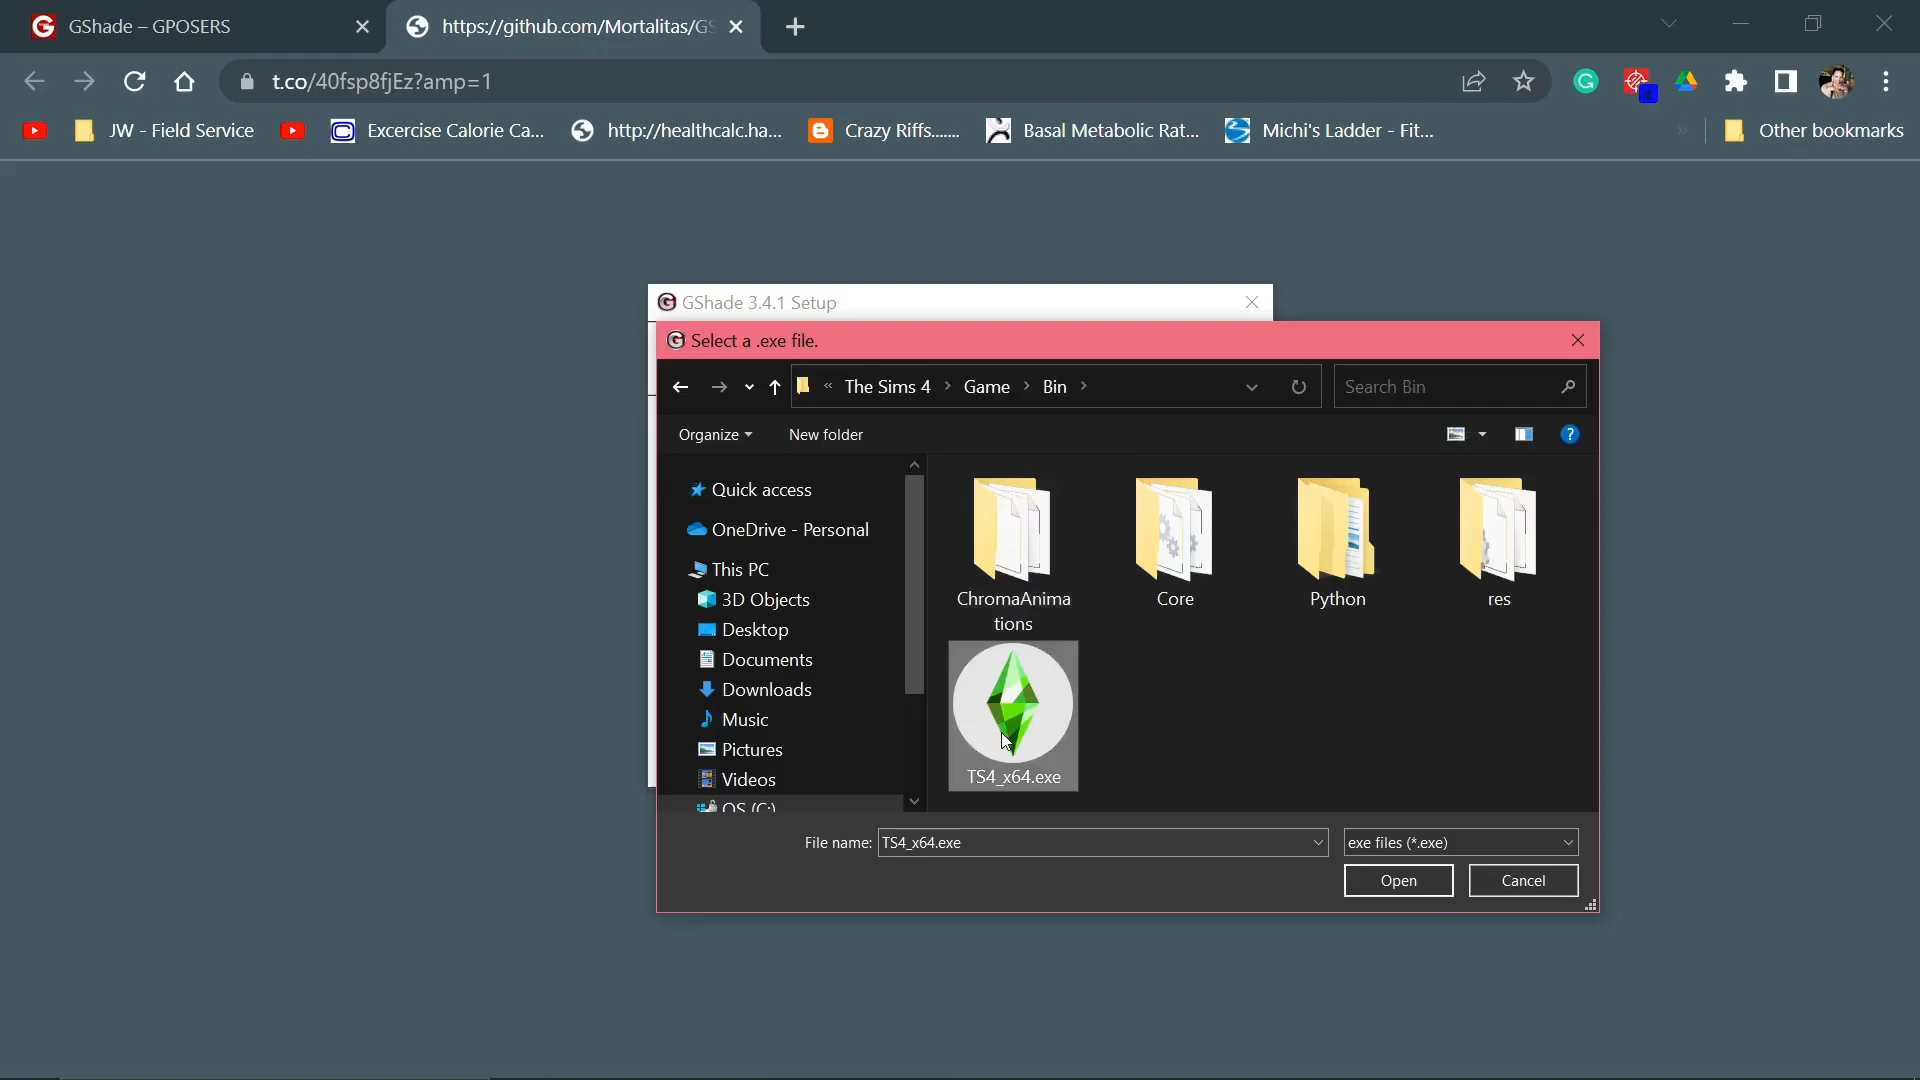 GShade – GPOSERS
https://github.com/Mortalitas/GS
t.co/40fsp8fjEz?amp=1
JW - Field Service
Excercise Calorie Ca...
http://healthcalc.ha...
Crazy Riffs......
Basal Metabolic Rat...
Michi's Ladder - Fit...
» Other bookmarks
GShade 3.4.1 Setup
Select a .exe file.
« The Sims 4 > Game > Bin >
Search Bin
Organize
New folder
Quick access
OneDrive - Personal
This PC
3D Objects
Desktop
Documents
Downloads
Music
Pictures
Videos
OS (C:)
ChromaAnima
tions
Core
Python
res
TS4_x64.exe
File name: TS4_x64.exe
exe files (*.exe)
Open
Cancel